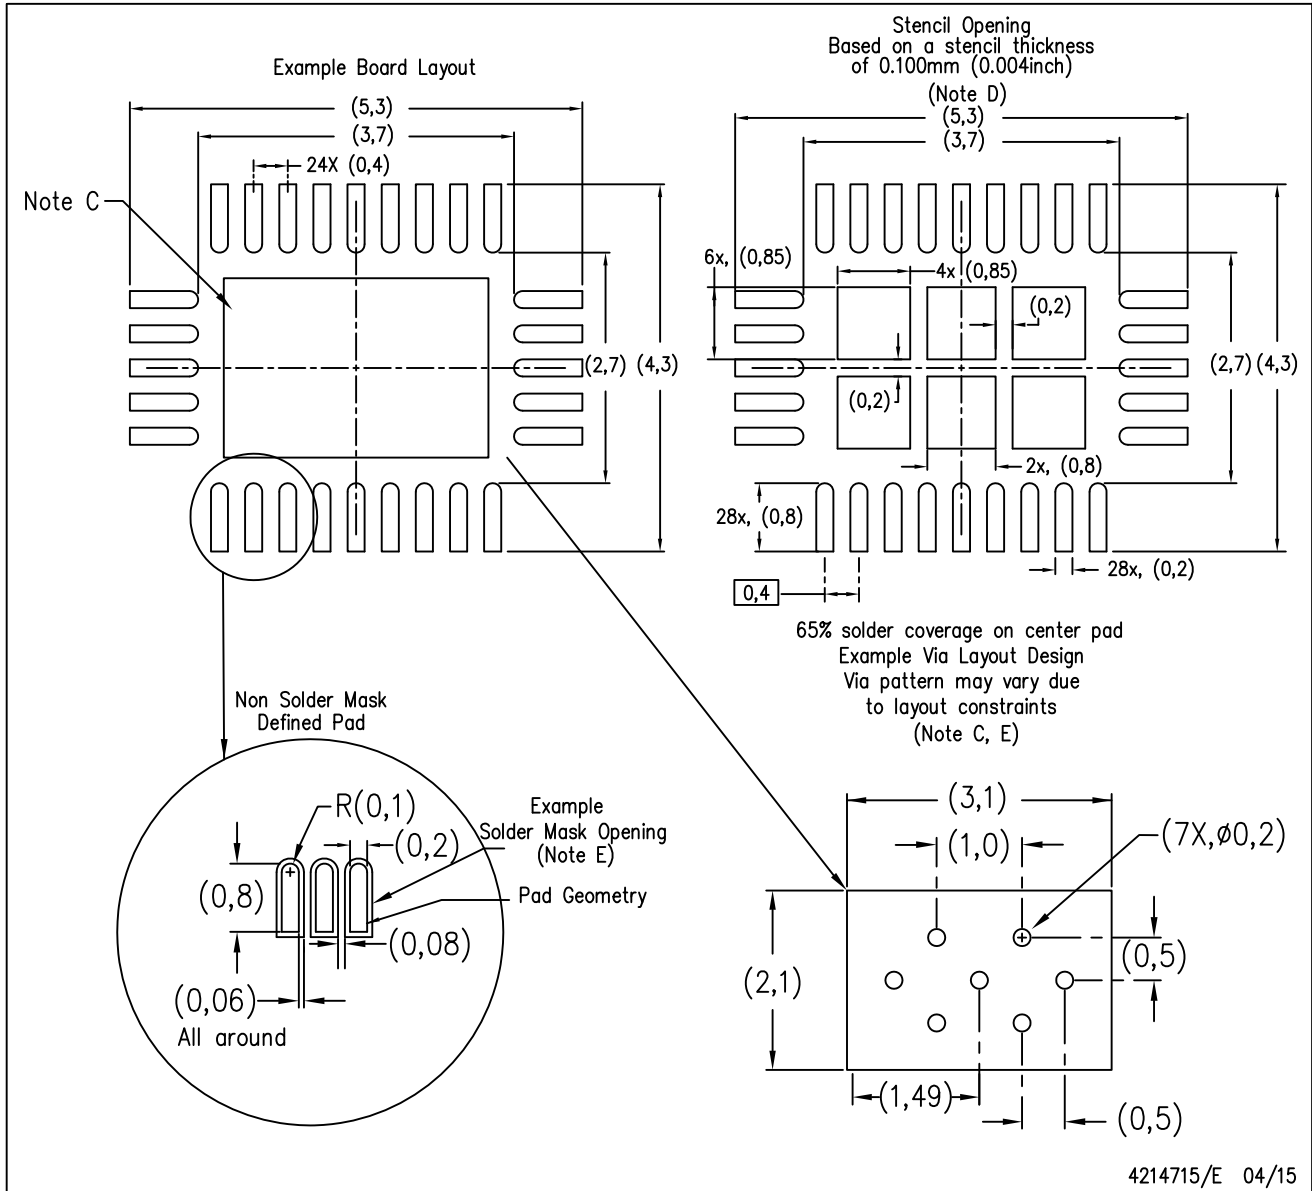 Example Board Layout
(5,3)
(3,7)
24X (0,4)
Note C
(2,7) (4,3)
Stencil Opening
Based on a stencil thickness
of 0.100mm (0.004inch)
(Note D)
(5,3)
(3,7)
6x, (0,85)
4x (0,85)
(0,2)
(2,7) (4,3)
(0,2)
2x, (0,8)
28x, (0,8)
28x, (0,2)
0,4
65% solder coverage on center pad
Example Via Layout Design
Via pattern may vary due
to layout constraints
(Note C, E)
Non Solder Mask
Defined Pad
R(0,1)
Example
Solder Mask Opening
(Note E)
(0,2)
(0,8)
Pad Geometry
(0,08)
(0,06)
All around
(3,1)
(1,0)
(7X,ø0,2)
(0,5)
(2,1)
(1,49)
(0,5)
4214715/E 04/15